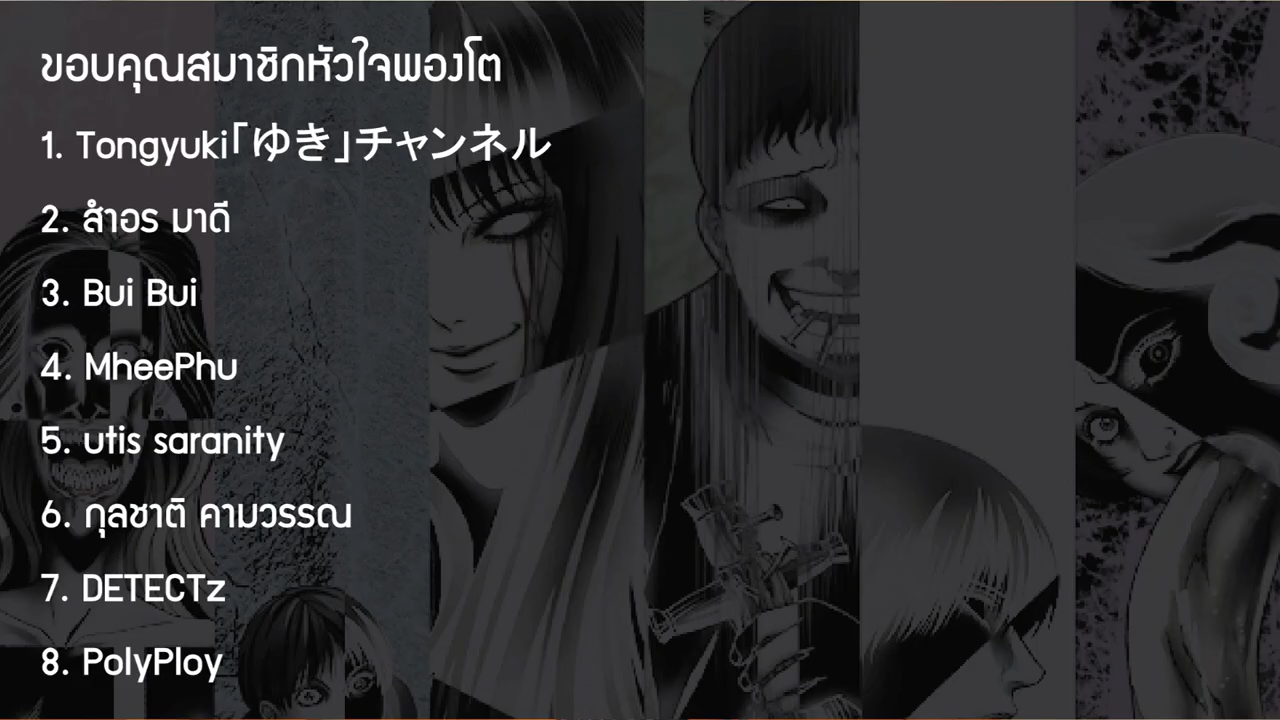 ขอบคุณสมาชิกหัวใจพองโต
1. Tongyuki「ゆき」チャンネル
2. สำอร มาดี
3. Bui Bui
4. MheePhu
5. utis saranity
6. กุลชาติ คามวรรณ
7. DETECTz
8. PolyPloy